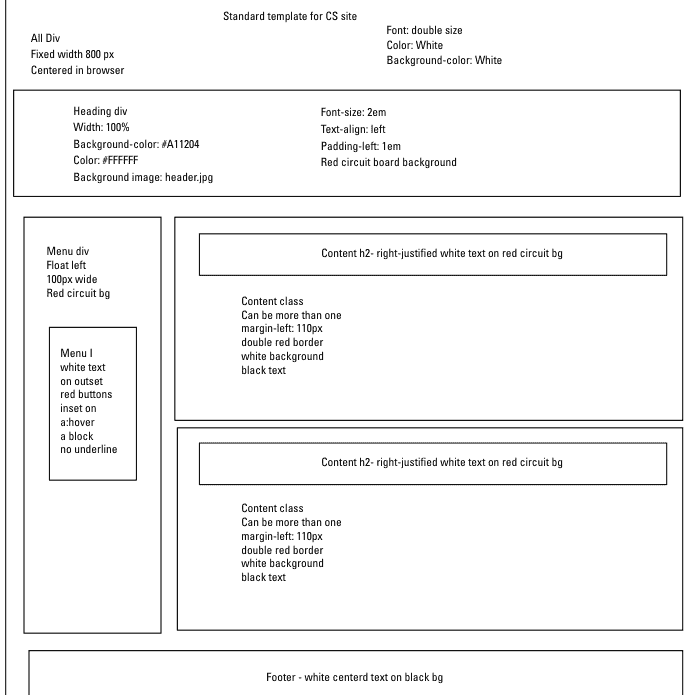 Standard template for CS site
All Div
Fixed width 800 px
Centered in browser
Font: double size
Color: White
Background-color: White
Heading div
Width: 100%
Background-color: #A11204
Color: #FFFFFF
Background image: header.jpg
Font-size: 2em
Text-align: left
Padding-left: 1em
Red circuit board background
Menu div
Float left
100px wide
Red circuit bg
Menu I
white text
on outset
red buttons
inset on
a:hover
a block
no underline
Content h2- right-justified white text on red circuit bg
Content class
Can be more than one
margin-left: 110px
double red border
white background
black text
Content h2- right-justified white text on red circuit bg
Content class
Can be more than one
margin-left: 110px
double red border
white background
black text
Footer - white centerd text on black bg